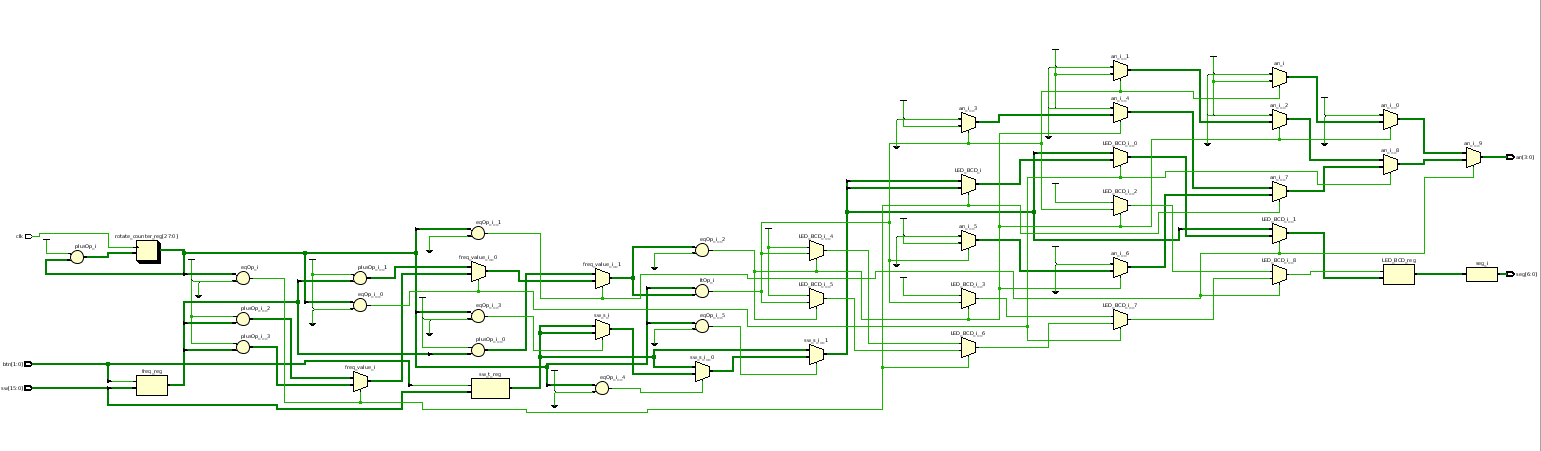 an_i__1
an_i
an_i__4
an_i__3
an_i__2
an_i__0
LED_BCD_i__0
an_i__9
an_i__8
an[3:0]
LED_BCD_i
an_i__7
LED_BCD_i__2
eqOp_i__1
LED_BCD_i__1
an_i__5
clk
rotate_counter_reg[27:0]
eqOp_i__2
LED_BCD_i__4
plusOp_i
an_i__6
freq_value_i__0
freq_value_i__1
LED_BCD_i__8
LED_BCD_reg
seg_i
eqOp_i
plusOp_i__1
seg[6:0]
ltOp_i
LED_BCD_i__5
LED_BCD_i__3
eqOp_i__0
plusOp_i__2
eqOp_i__3
sw_s_i
eqOp_i__5
LED_BCD_i__7
plusOp_i__3
plusOp_i__0
sw_s_i__1
LED_BCD_i__6
btn[1:0]
freq_reg
freq_value_i
sw_t_reg
sw_s_i__0
eqOp_i__4
sw[15:0]